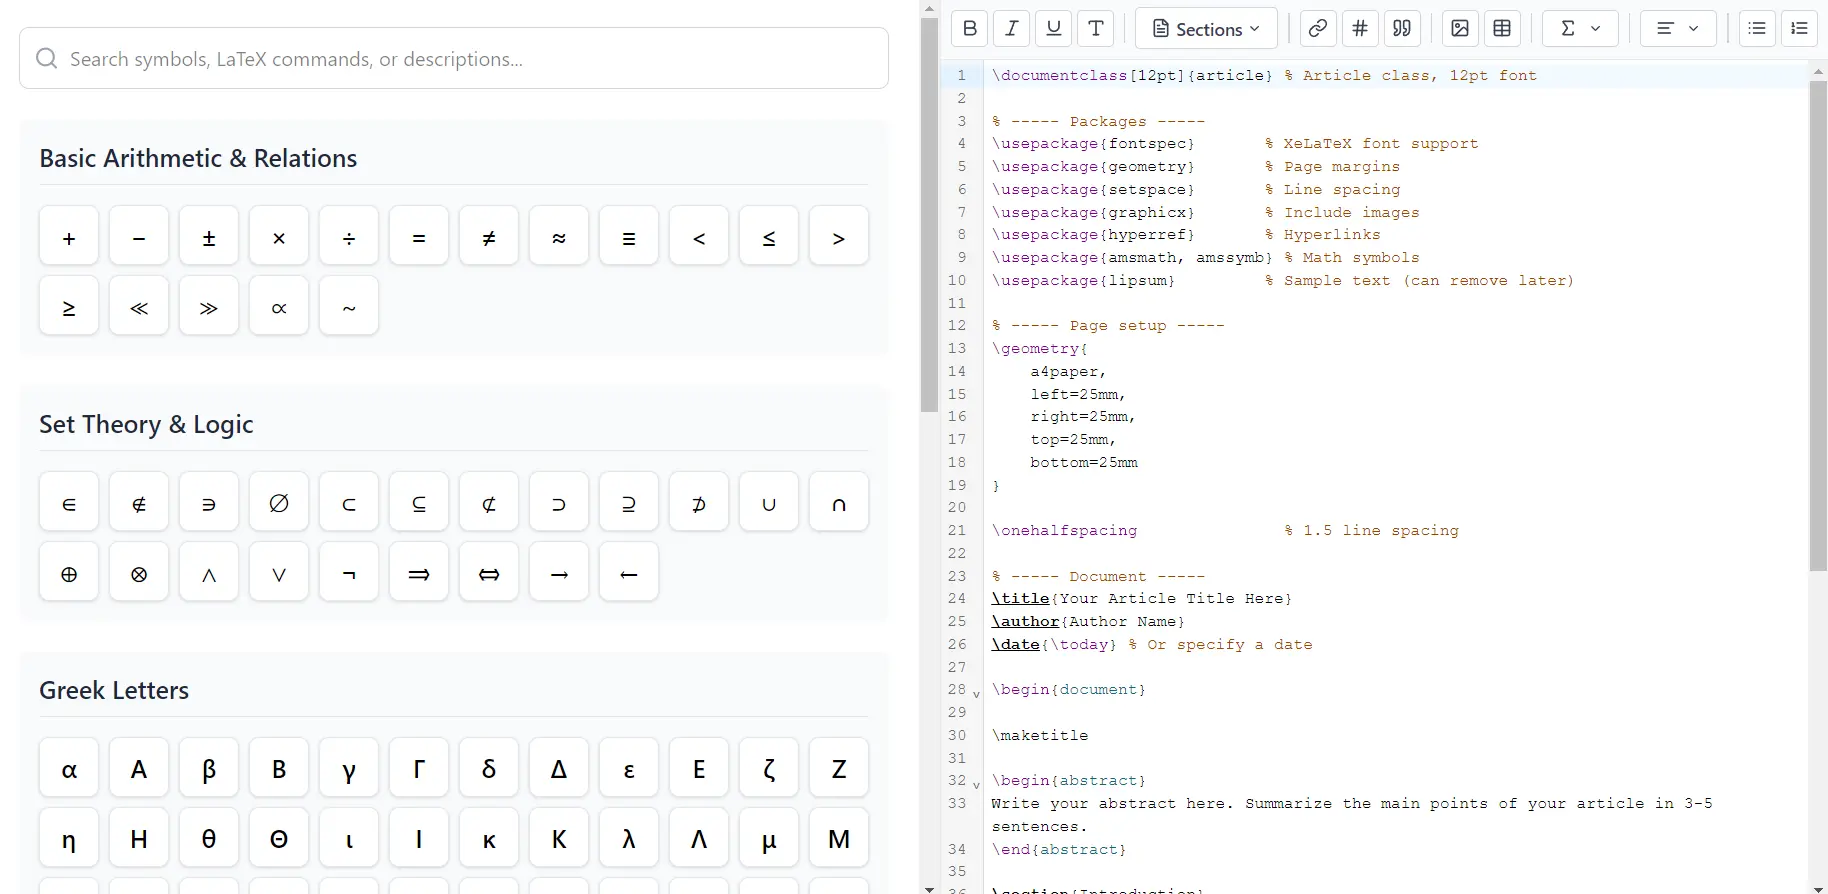 Search symbols, LaTeX commands, or descriptions...
Basic Arithmetic & Relations
+ − ± × ÷ = ≠ ≈ ≡ < ≤ >
≥ ≪ ≫ ∝ ~
Set Theory & Logic
∈ ∉ ∋ ∅ ⊂ ⊆ ⊄ ⊃ ⊇ ⊅ ∪ ∩
⊕ ⊗ ∧ ∨ ¬ ⇒ ⇔ → ←
Greek Letters
α Α β Β γ Γ δ Δ ε Ε ζ Ζ
η Η θ Θ ι Ι κ Κ λ Λ μ Μ
B I U T Sections # Σ
1 \documentclass[12pt]{article} % Article class, 12pt font
2
3 % ----- Packages -----
4 \usepackage{fontspec} % XeLaTeX font support
5 \usepackage{geometry} % Page margins
6 \usepackage{setspace} % Line spacing
7 \usepackage{graphicx} % Include images
8 \usepackage{hyperref} % Hyperlinks
9 \usepackage{amsmath, amssymb} % Math symbols
10 \usepackage{lipsum} % Sample text (can remove later)
11
12 % ----- Page setup -----
13 \geometry{
14 a4paper,
15 left=25mm,
16 right=25mm,
17 top=25mm,
18 bottom=25mm
19 }
20
21 \onehalfspacing % 1.5 line spacing
22
23 % ----- Document -----
24 \title{Your Article Title Here}
25 \author{Author Name}
26 \date{\today} % Or specify a date
27
28 \begin{document}
29
30 \maketitle
31
32 \begin{abstract}
33 Write your abstract here. Summarize the main points of your article in 3-5
sentences.
34 \end{abstract}
35
36 \section{Introduction}